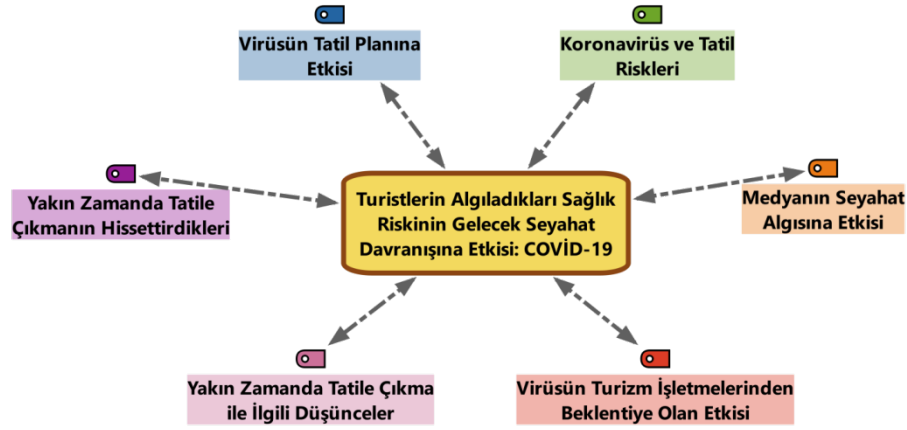 Virüsün Tatil Planına
Etkisi
Koronavirüs ve Tatil
Riskleri
Yakın Zamanda Tatile
Çıkmanın Hissettirdikleri
Turistlerin Algıladıkları Sağlık
Riskinin Gelecek Seyahat
Davranışına Etkisi: COVİD-19
Medyanın Seyahat
Algısına Etkisi
Yakın Zamanda Tatile Çıkma
ile İlgili Düşünceler
Virüsün Turizm İşletmelerinden
Beklentiye Olan Etkisi